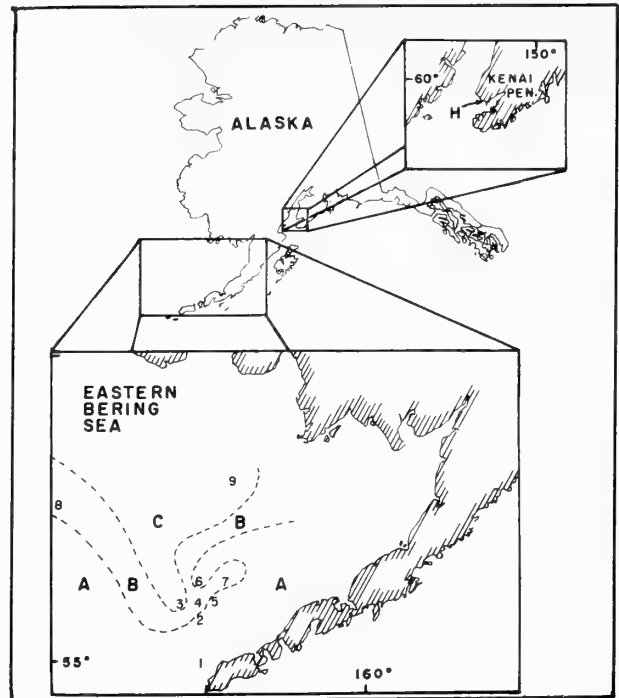 150°
60°
KENAI
PEN.
H
ALASKA
EASTERN
BERING
SEA
9
8
C
B
A
B
6
7
A
3
4
5
2
55°
1
160°